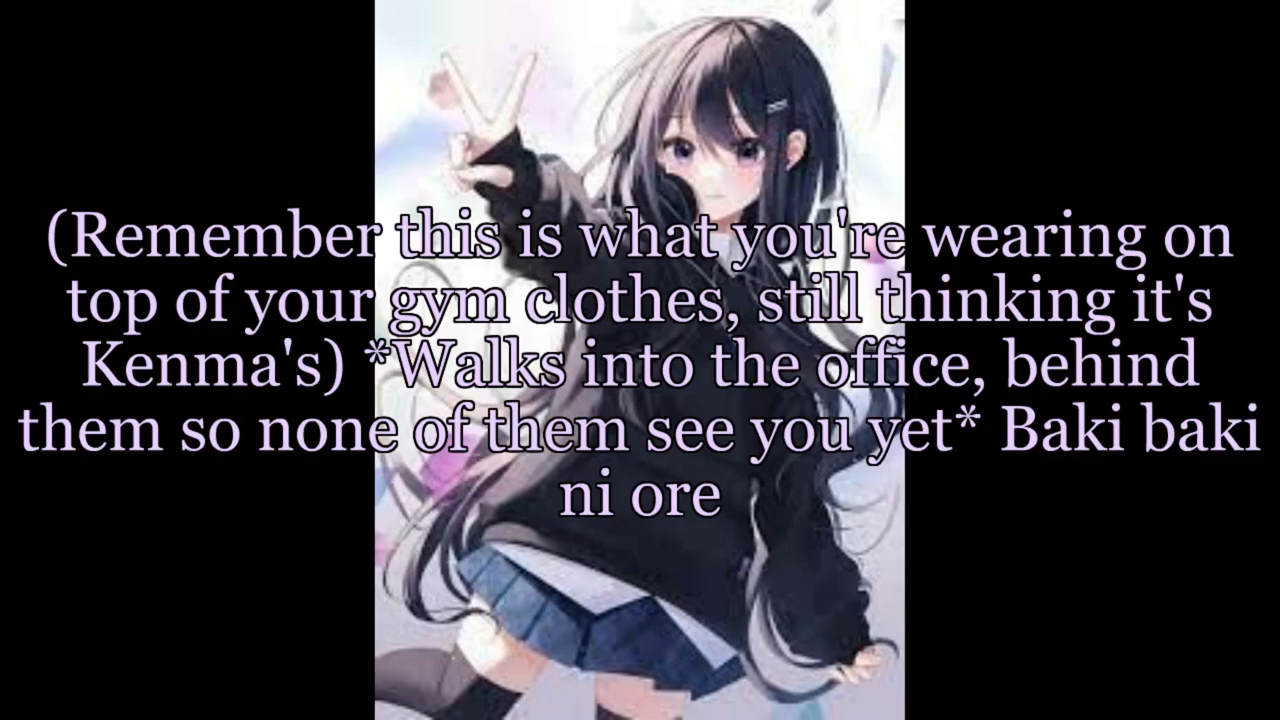 (Remember this is what you're wearing on
top of your gym clothes, still thinking it's
Kenma's) *Walks into the office, behind
them so none of them see you yet* Baki baki
ni ore